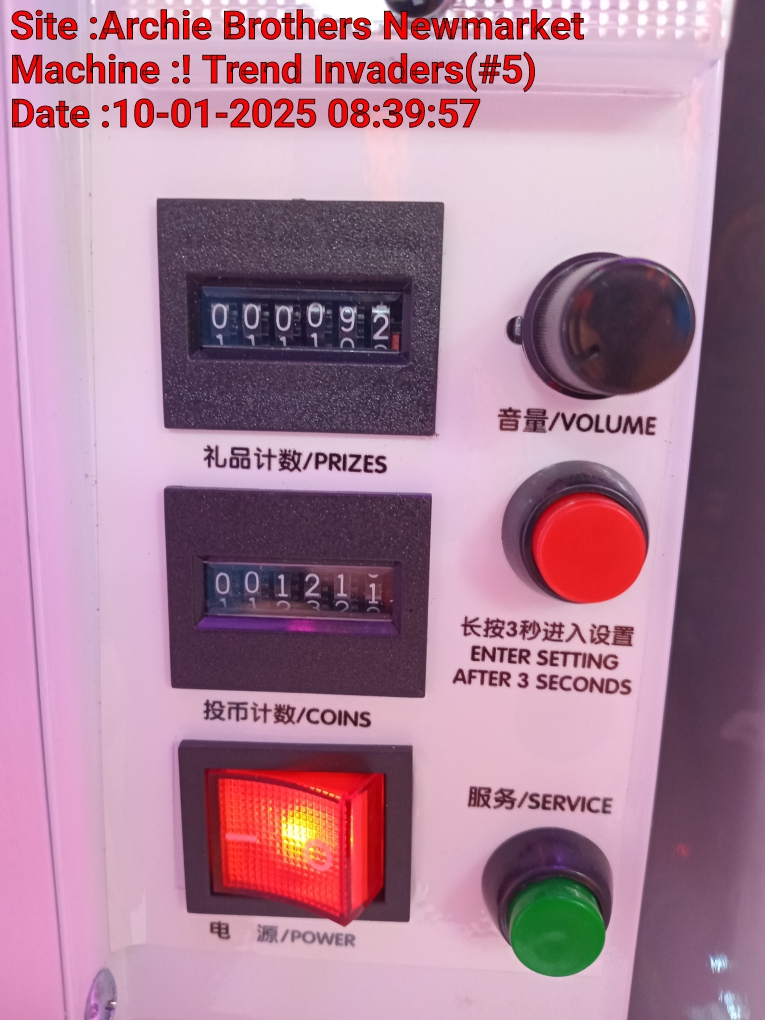 Site :Archie Brothers Newmarket
Machine :! Trend Invaders(#5)
Date :10-01-2025 08:39:57
000092
礼品计数/PRIZES
音量/VOLUME
001211
投币计数/COINS
长按3秒进入设置
ENTER SETTING
AFTER 3 SECONDS
服务/SERVICE
电 源/POWER